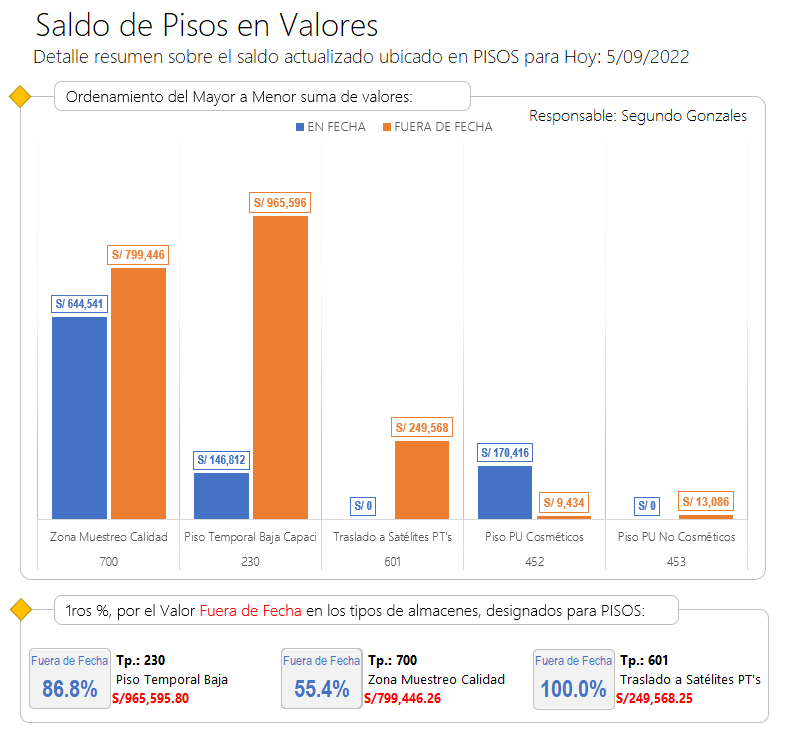 Saldo de Pisos en Valores
Detalle resumen sobre el saldo actualizado ubicado en PISOS para Hoy: 5/09/2022
Ordenamiento del Mayor a Menor suma de valores:
Responsable: Segundo Gonzales
EN FECHA FUERA DE FECHA
S/ 965,596
S/ 799,446
S/ 644,541
S/ 249,568
S/ 170,416
S/ 146,812
S/ 0
S/ 9,434
S/ 0
S/ 13,086
Zona Muestreo Calidad Piso Temporal Baja Capaci Traslado a Satélites PT's Piso PU Cosméticos Piso PU No Cosméticos
700 230 601 452 453
1ros %, por el Valor Fuera de Fecha en los tipos de almacenes, designados para PISOS:
Fuera de Fecha
86.8%
Tp.: 230
Piso Temporal Baja
S/965,595.80
Fuera de Fecha
55.4%
Tp.: 700
Zona Muestreo Calidad
S/799,446.26
Fuera de Fecha
100.0%
Tp.: 601
Traslado a Satélites PT's
S/249,568.25